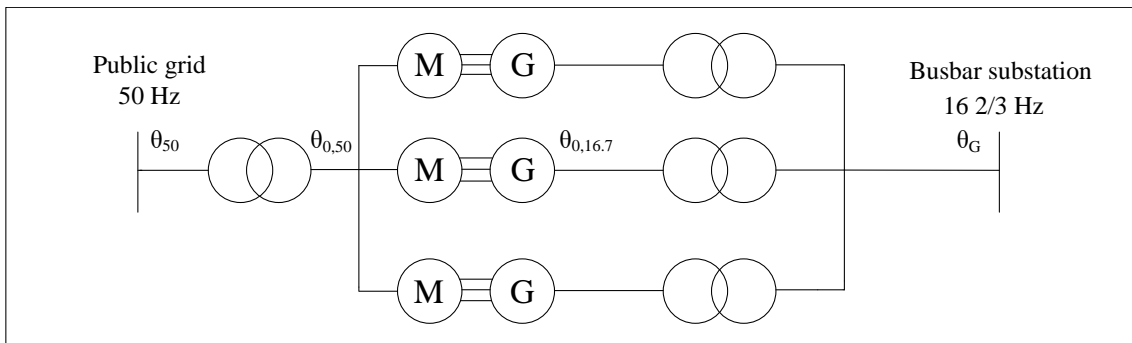 M G
Public grid
50 Hz
Busbar substation
16 2/3 Hz
θ50
θ0,50
M G
θ0,16.7
θG
M G